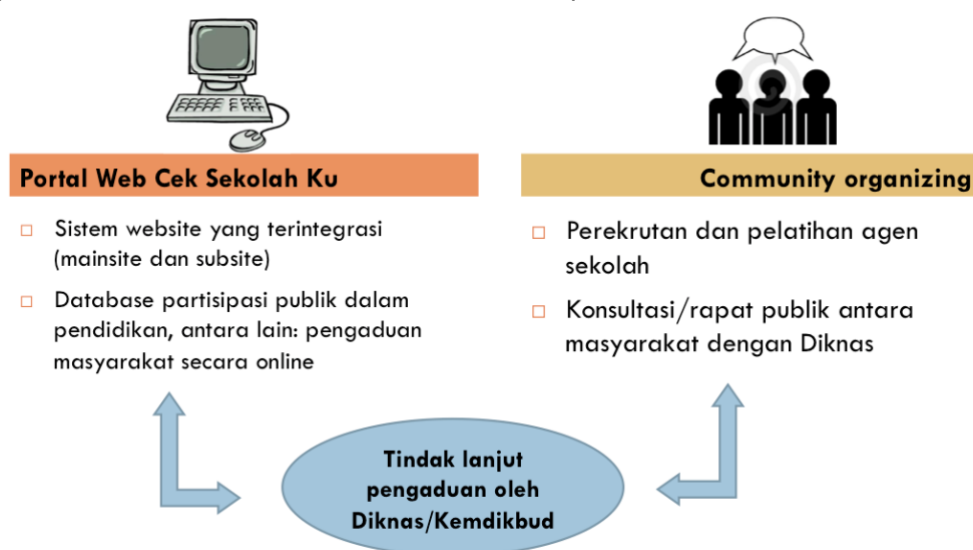 Portal Web Cek Sekolah Ku
Sistem website yang terintegrasi
(mainsite dan subsite)
Database partisipasi publik dalam
pendidikan, antara lain: pengaduan
masyarakat secara online
Community organizing
Perekrutan dan pelatihan agen
sekolah
Konsultasi/rapat publik antara
masyarakat dengan Diknas
Tindak lanjut
pengaduan oleh
Diknas/Kemdikbud